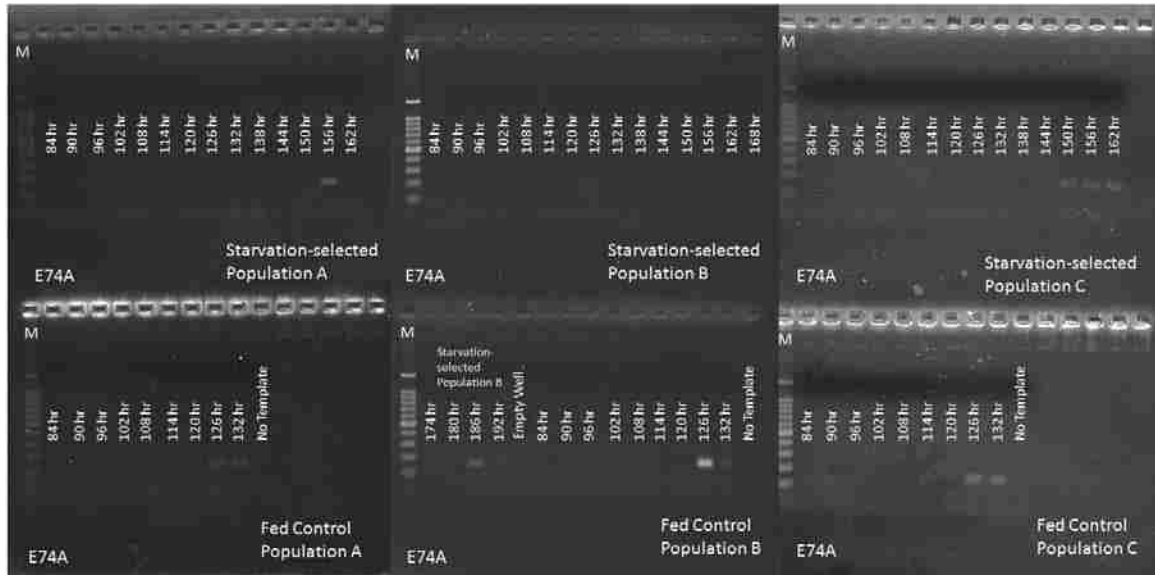 M
84 hr
90 hr
96 hr
102 hr
108 hr
114 hr
120 hr
126 hr
132 hr
138 hr
144 hr
150 hr
156 hr
162 hr
Starvation-selected
Population A
E74A
M
84 hr
90 hr
96 hr
102 hr
108 hr
114 hr
120 hr
126 hr
132 hr
138 hr
144 hr
150 hr
156 hr
162 hr
168 hr
Starvation-selected
Population B
E74A
M
84 hr
90 hr
96 hr
102 hr
108 hr
114 hr
120 hr
126 hr
132 hr
138 hr
144 hr
150 hr
156 hr
162 hr
Starvation-selected
Population C
E74A
M
84 hr
90 hr
96 hr
102 hr
108 hr
114 hr
120 hr
126 hr
132 hr
No Template
Fed Control
Population A
E74A
M
Starvation-
selected
Population B
174 hr
180 hr
186 hr
192 hr
Empty Well
84 hr
90 hr
96 hr
102 hr
108 hr
114 hr
120 hr
126 hr
132 hr
No Template
Fed Control
Population B
E74A
M
84 hr
90 hr
96 hr
102 hr
108 hr
114 hr
120 hr
126 hr
132 hr
No Template
Fed Control
Population C
E74A